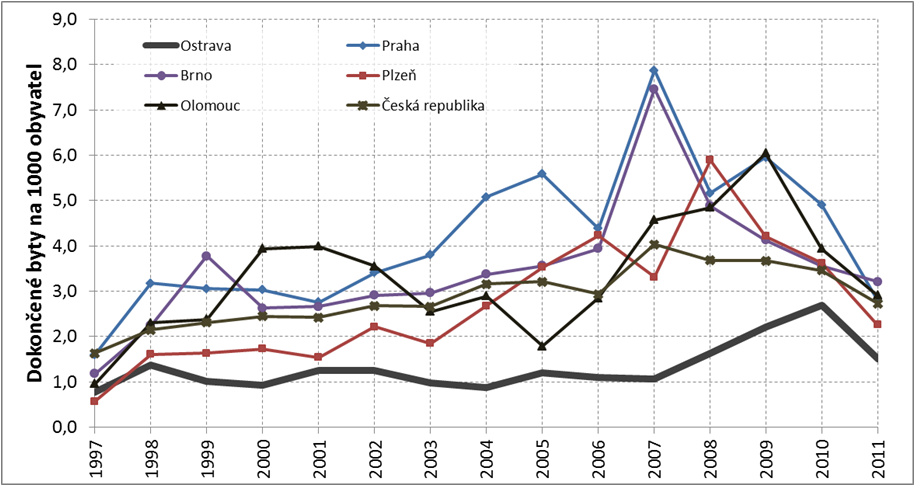 Dokončené byty na 1000 obyvatel
9,0
8,0
7,0
6,0
5,0
4,0
3,0
2,0
1,0
0,0
Ostrava Praha
Brno Plzeň
Olomouc Česká republika
1997 1998 1999 2000 2001 2002 2003 2004 2005 2006 2007 2008 2009 2010 2011